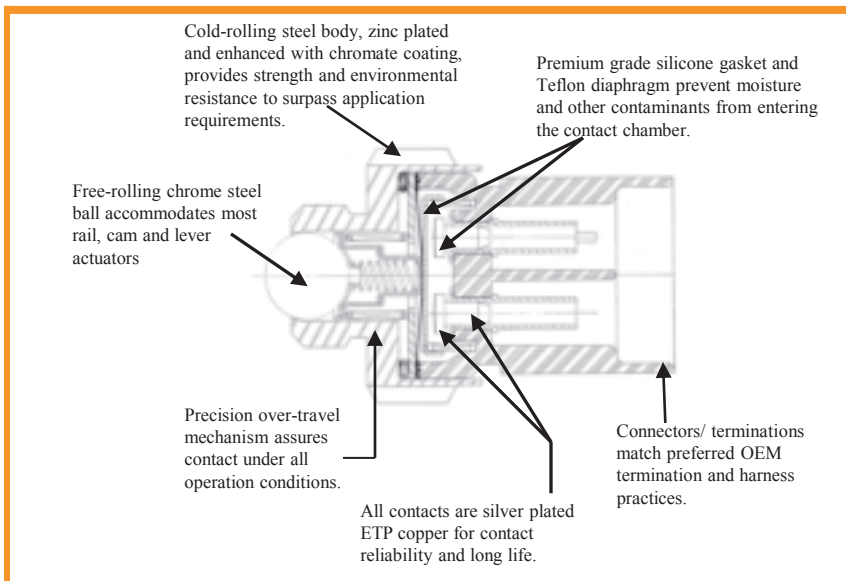 Cold-rolling steel body, zinc plated
and enhanced with chromate coating,
provides strength and environmental
resistance to surpass application
requirements.
Premium grade silicone gasket and
Teflon diaphragm prevent moisture
and other contaminants from entering
the contact chamber.
Free-rolling chrome steel
ball accommodates most
rail, cam and lever
actuators
Precision over-travel
mechanism assures
contact under all
operation conditions.
Connectors/ terminations
match preferred OEM
termination and harness
practices.
All contacts are silver plated
ETP copper for contact
reliability and long life.